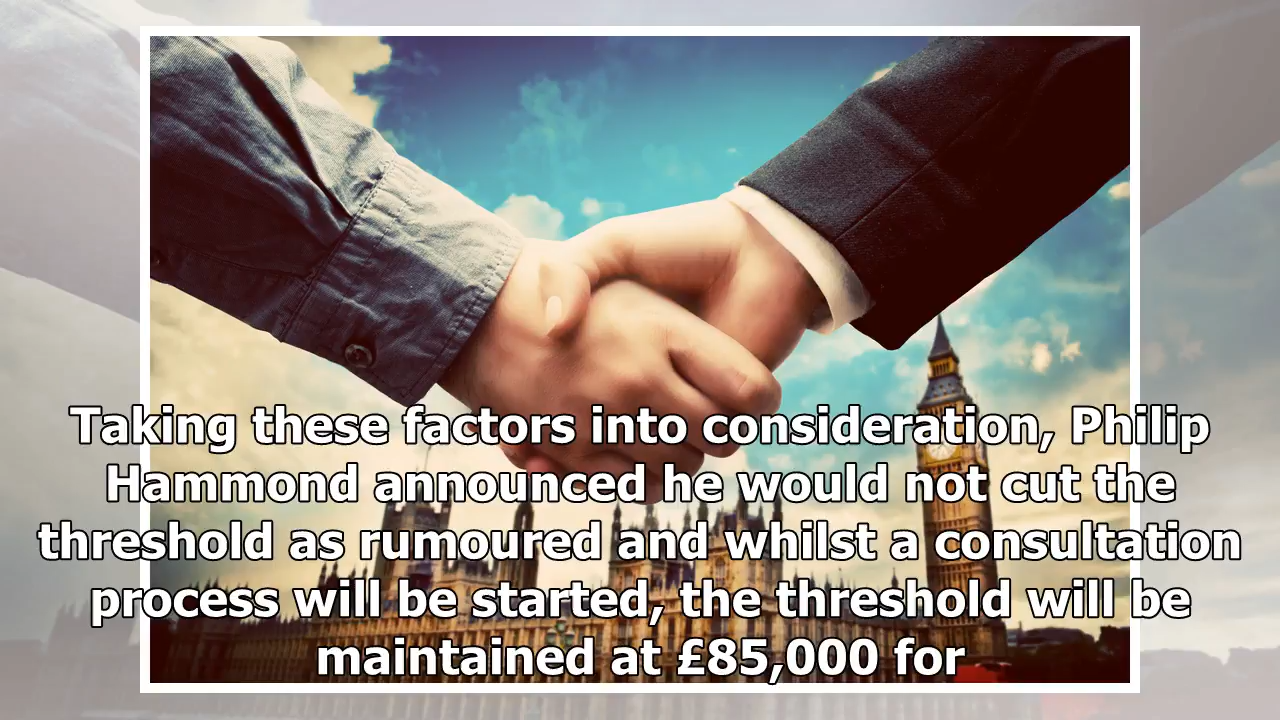 Taking these factors into consideration, Philip
Hammond announced he would not cut the
threshold as rumoured and whilst a consultation
process will be started, the threshold will be
maintained at £85,000 for